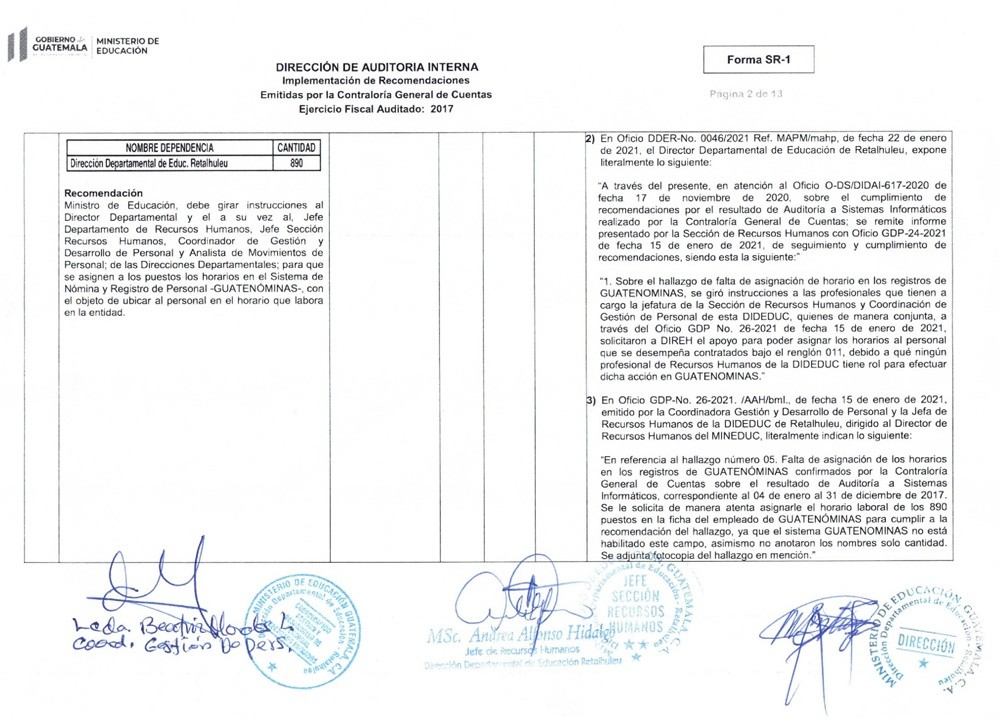 GOBIERNO de
GUATEMALA
MINISTERIO DE
EDUCACIÓN
DIRECCIÓN DE AUDITORIA INTERNA
Implementación de Recomendaciones
Emitidas por la Contraloría General de Cuentas
Ejercicio Fiscal Auditado: 2017
Forma SR-1
Pagina 2 de 13
NOMBRE DEPENDENCIA CANTIDAD
Dirección Departamental de Educ. Retalhuleu 890
Recomendación
Ministro de Educación, debe girar instrucciones al
Director Departamental y el a su vez al, Jefe
Departamento de Recursos Humanos, Jefe Sección
Recursos Humanos, Coordinador de Gestión y
Desarrollo de Personal y Analista de Movimientos de
Personal; de las Direcciones Departamentales; para que
se asignen a los puestos los horarios en el Sistema de
Nómina y Registro de Personal -GUATENÓMINAS-, con
el objeto de ubicar al personal en el horario que labora
en la entidad.
2) En Oficio DDER-No. 0046/2021 Ref. MAPM/mahp, de fecha 22 de enero
de 2021, el Director Departamental de Educación de Retalhuleu, expone
literalmente lo siguiente:
"A través del presente, en atención al Oficio O-DS/DIDAI-617-2020 de
fecha 17 de noviembre de 2020, sobre el cumplimiento de
recomendaciones por el resultado de Auditoría a Sistemas Informáticos
realizado por la Contraloría General de Cuentas; se remite informe
presentado por la Sección de Recursos Humanos con Oficio GDP-24-2021
de fecha 15 de enero de 2021, de seguimiento y cumplimiento de
recomendaciones, siendo esta la siguiente:"
"1. Sobre el hallazgo de falta de asignación de horario en los registros de
GUATENOMINAS, se giró instrucciones a las profesionales que tienen a
cargo la jefatura de la Sección de Recursos Humanos y Coordinación de
Gestión de Personal de esta DIDEDUC, quienes de manera conjunta, a
través del Oficio GDP No. 26-2021 de fecha 15 de enero de 2021,
solicitaron a DIREH el apoyo para poder asignar los horarios al personal
que se desempeña contratados bajo el renglón 011, debido a qué ningún
profesional de Recursos Humanos de la DIDEDUC tiene rol para efectuar
dicha acción en GUATENOMINAS."
3) En Oficio GDP-No. 26-2021. /AAH/bml., de fecha 15 de enero de 2021,
emitido por la Coordinadora Gestión y Desarrollo de Personal y la Jefa de
Recursos Humanos de la DIDEDUC de Retalhuleu, dirigido al Director de
Recursos Humanos del MINEDUC, literalmente indican lo siguiente:
"En referencia al hallazgo número 05. Falta de asignación de los horarios
en los registros de GUATENÓMINAS confirmados por la Contraloría
General de Cuentas sobre el resultado de Auditoría a Sistemas
Informáticos, correspondiente al 04 de enero al 31 de diciembre de 2017.
Se le solicita de manera atenta asignarle el horario laboral de los 890
puestos en la ficha del empleado de GUATENÓMINAS para cumplir a la
recomendación del hallazgo, ya que el sistema GUATENOMINAS no está
habilitado este campo, asimismo no anotaron los nombres solo cantidad.
Se adjunta fotocopia del hallazgo en mención."
Lcda. Beatriz
Coord. Gestión
MINISTERIO DE EDUCACIÓN GUATEMALA, C.A.
Dirección Departamental de Educación
Retalhuleu
MSc. Andrea Alfonso Hidalgo
Jefe de Recursos Humanos
Dirección Departamental de Educación Retalhuleu
JEFE
SECCIÓN
RECURSOS
HUMANOS
GUATEMALA, C.A.
MINISTERIO DE EDUCACIÓN, GUATEMALA, C.A.
Dirección Departamental de Educación,
DIRECCIÓN